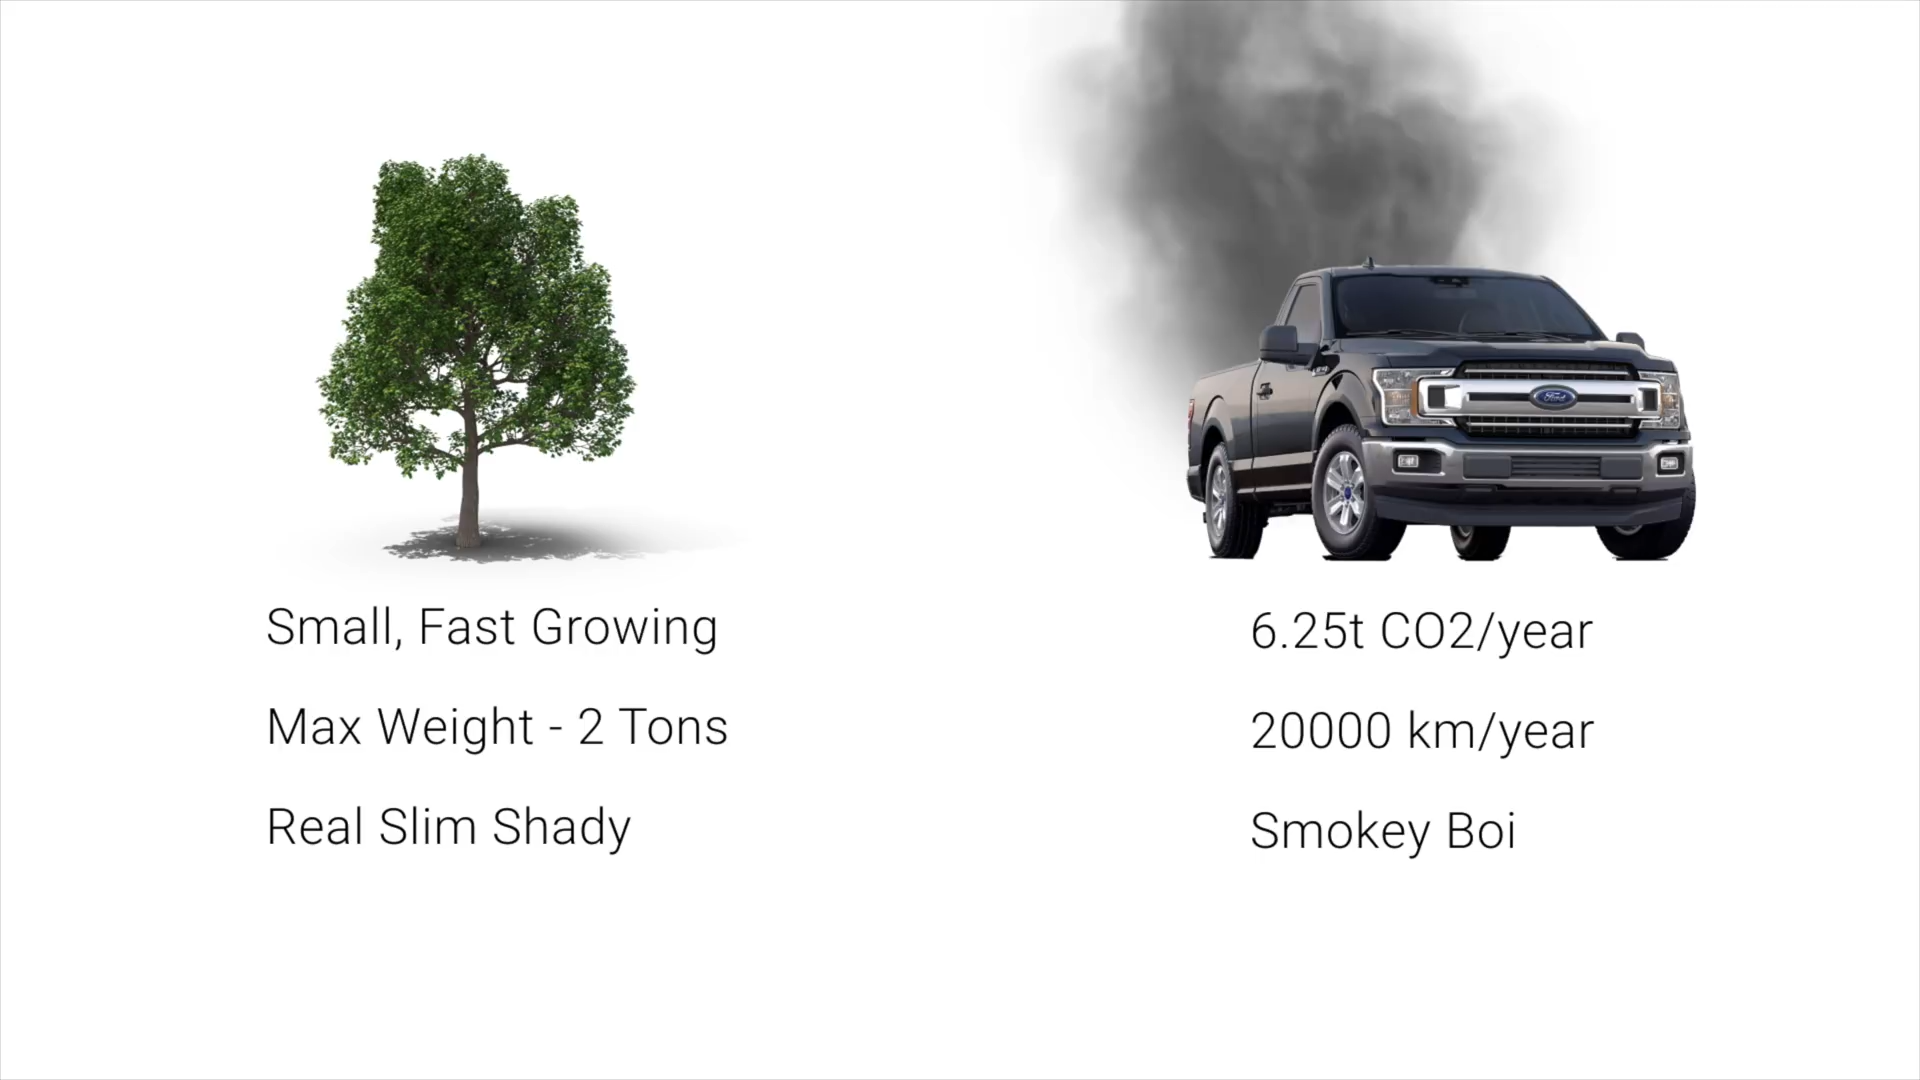 Ford
Small, Fast Growing
Max Weight - 2 Tons
Real Slim Shady
6.25t CO2/year
20000 km/year
Smokey Boi